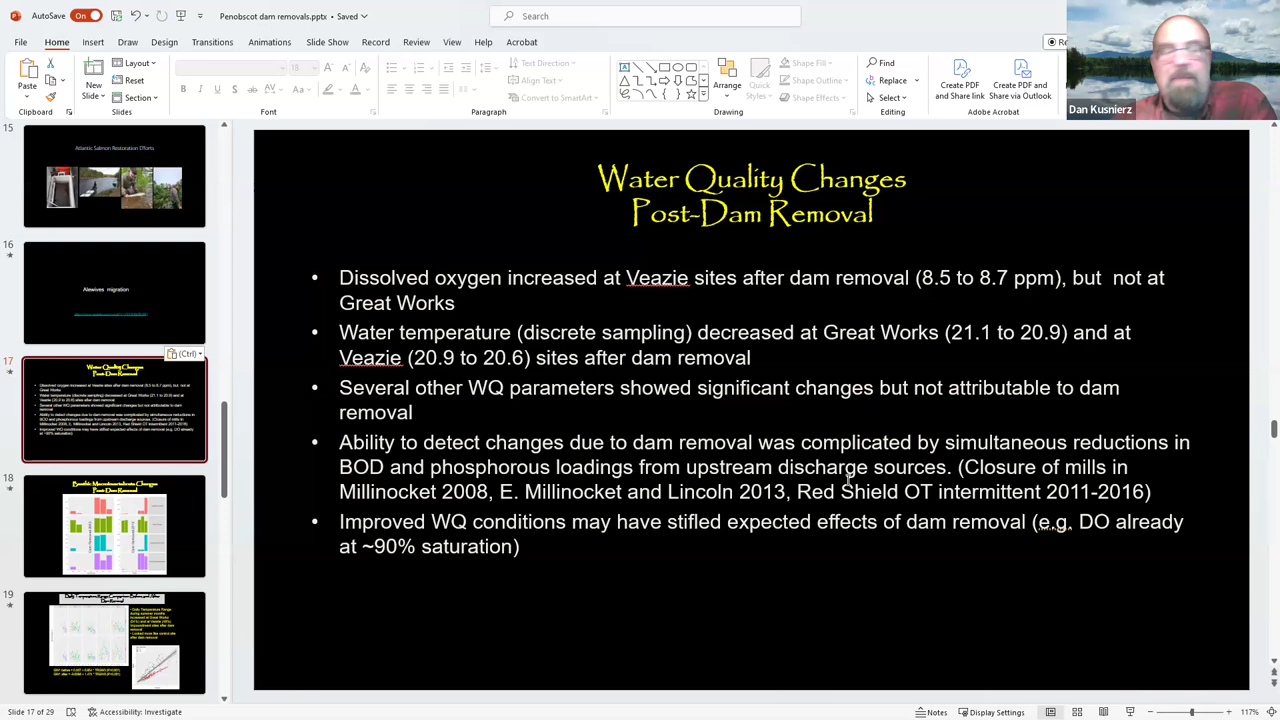 AutoSave
On
Penobscot dam removals.pptx • Saved
Search
File Home Insert Draw Design Transitions Animations Slide Show Record Review View Help Acrobat
Paste
Clipboard
New
Slide
Layout
Reset
Section
Slides
18
Font
Paragraph
Text Direction
Align Text
Convert to SmartArt
Arrange
Quick
Styles
Shape Fill
Shape Outline
Shape Effects
Drawing
Find
Replace
Select
Editing
Create PDF
and Share link
Create PDF and
Share via Outlook
Adobe Acrobat
Dan Kusnierz
15
Atlantic Salmon Restoration Efforts
16
Alewives migration
(Ctrl)
17
18
Benthic Macroinvertebrate Changes
Post-Dam Removal
19
Water Quality Changes
Post-Dam Removal
• Dissolved oxygen increased at Veazie sites after dam removal (8.5 to 8.7 ppm), but not at
Great Works
• Water temperature (discrete sampling) decreased at Great Works (21.1 to 20.9) and at
Veazie (20.9 to 20.6) sites after dam removal
• Several other WQ parameters showed signifiant changes but not attributable to dam
removal
• Ability to detect changes due to dam removal was complicated by simultaneous reductions in
BOD and phosphorous loadings from upstream discharge sources. (Closure of mills in
Millinocket 2008, E. Millinocket and Lincoln 2013, Red Shield OT intermittent 2011-2016)
• Improved WQ conditions may have stifled expected effects of dam removal (e.g. DO already
at ~90% saturation)
Slide 17 of 29
Accessibility: Investigate
Notes
Display Settings
117%